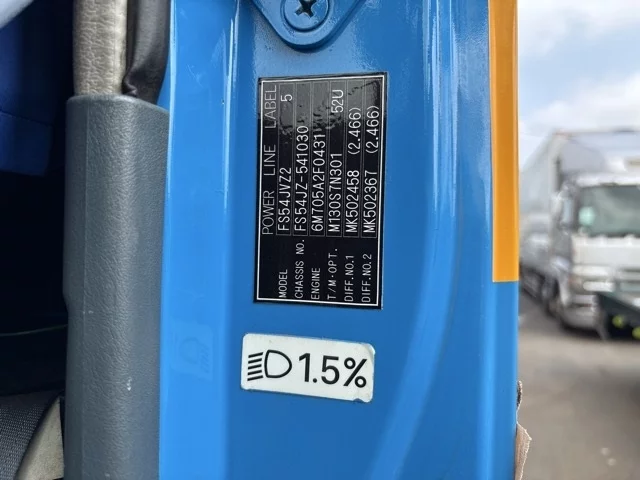 POWER LINE LABEL
MODEL FS54JVZ2 5
CHASSIS NO. FS54JZ-541030
ENGINE 6M705A2F0431
T/M-OPT. M130S7N301 52U
DIFF.NO.1 MK502458 (2.466)
DIFF.NO.2 MK502367 (2.466)
1.5%